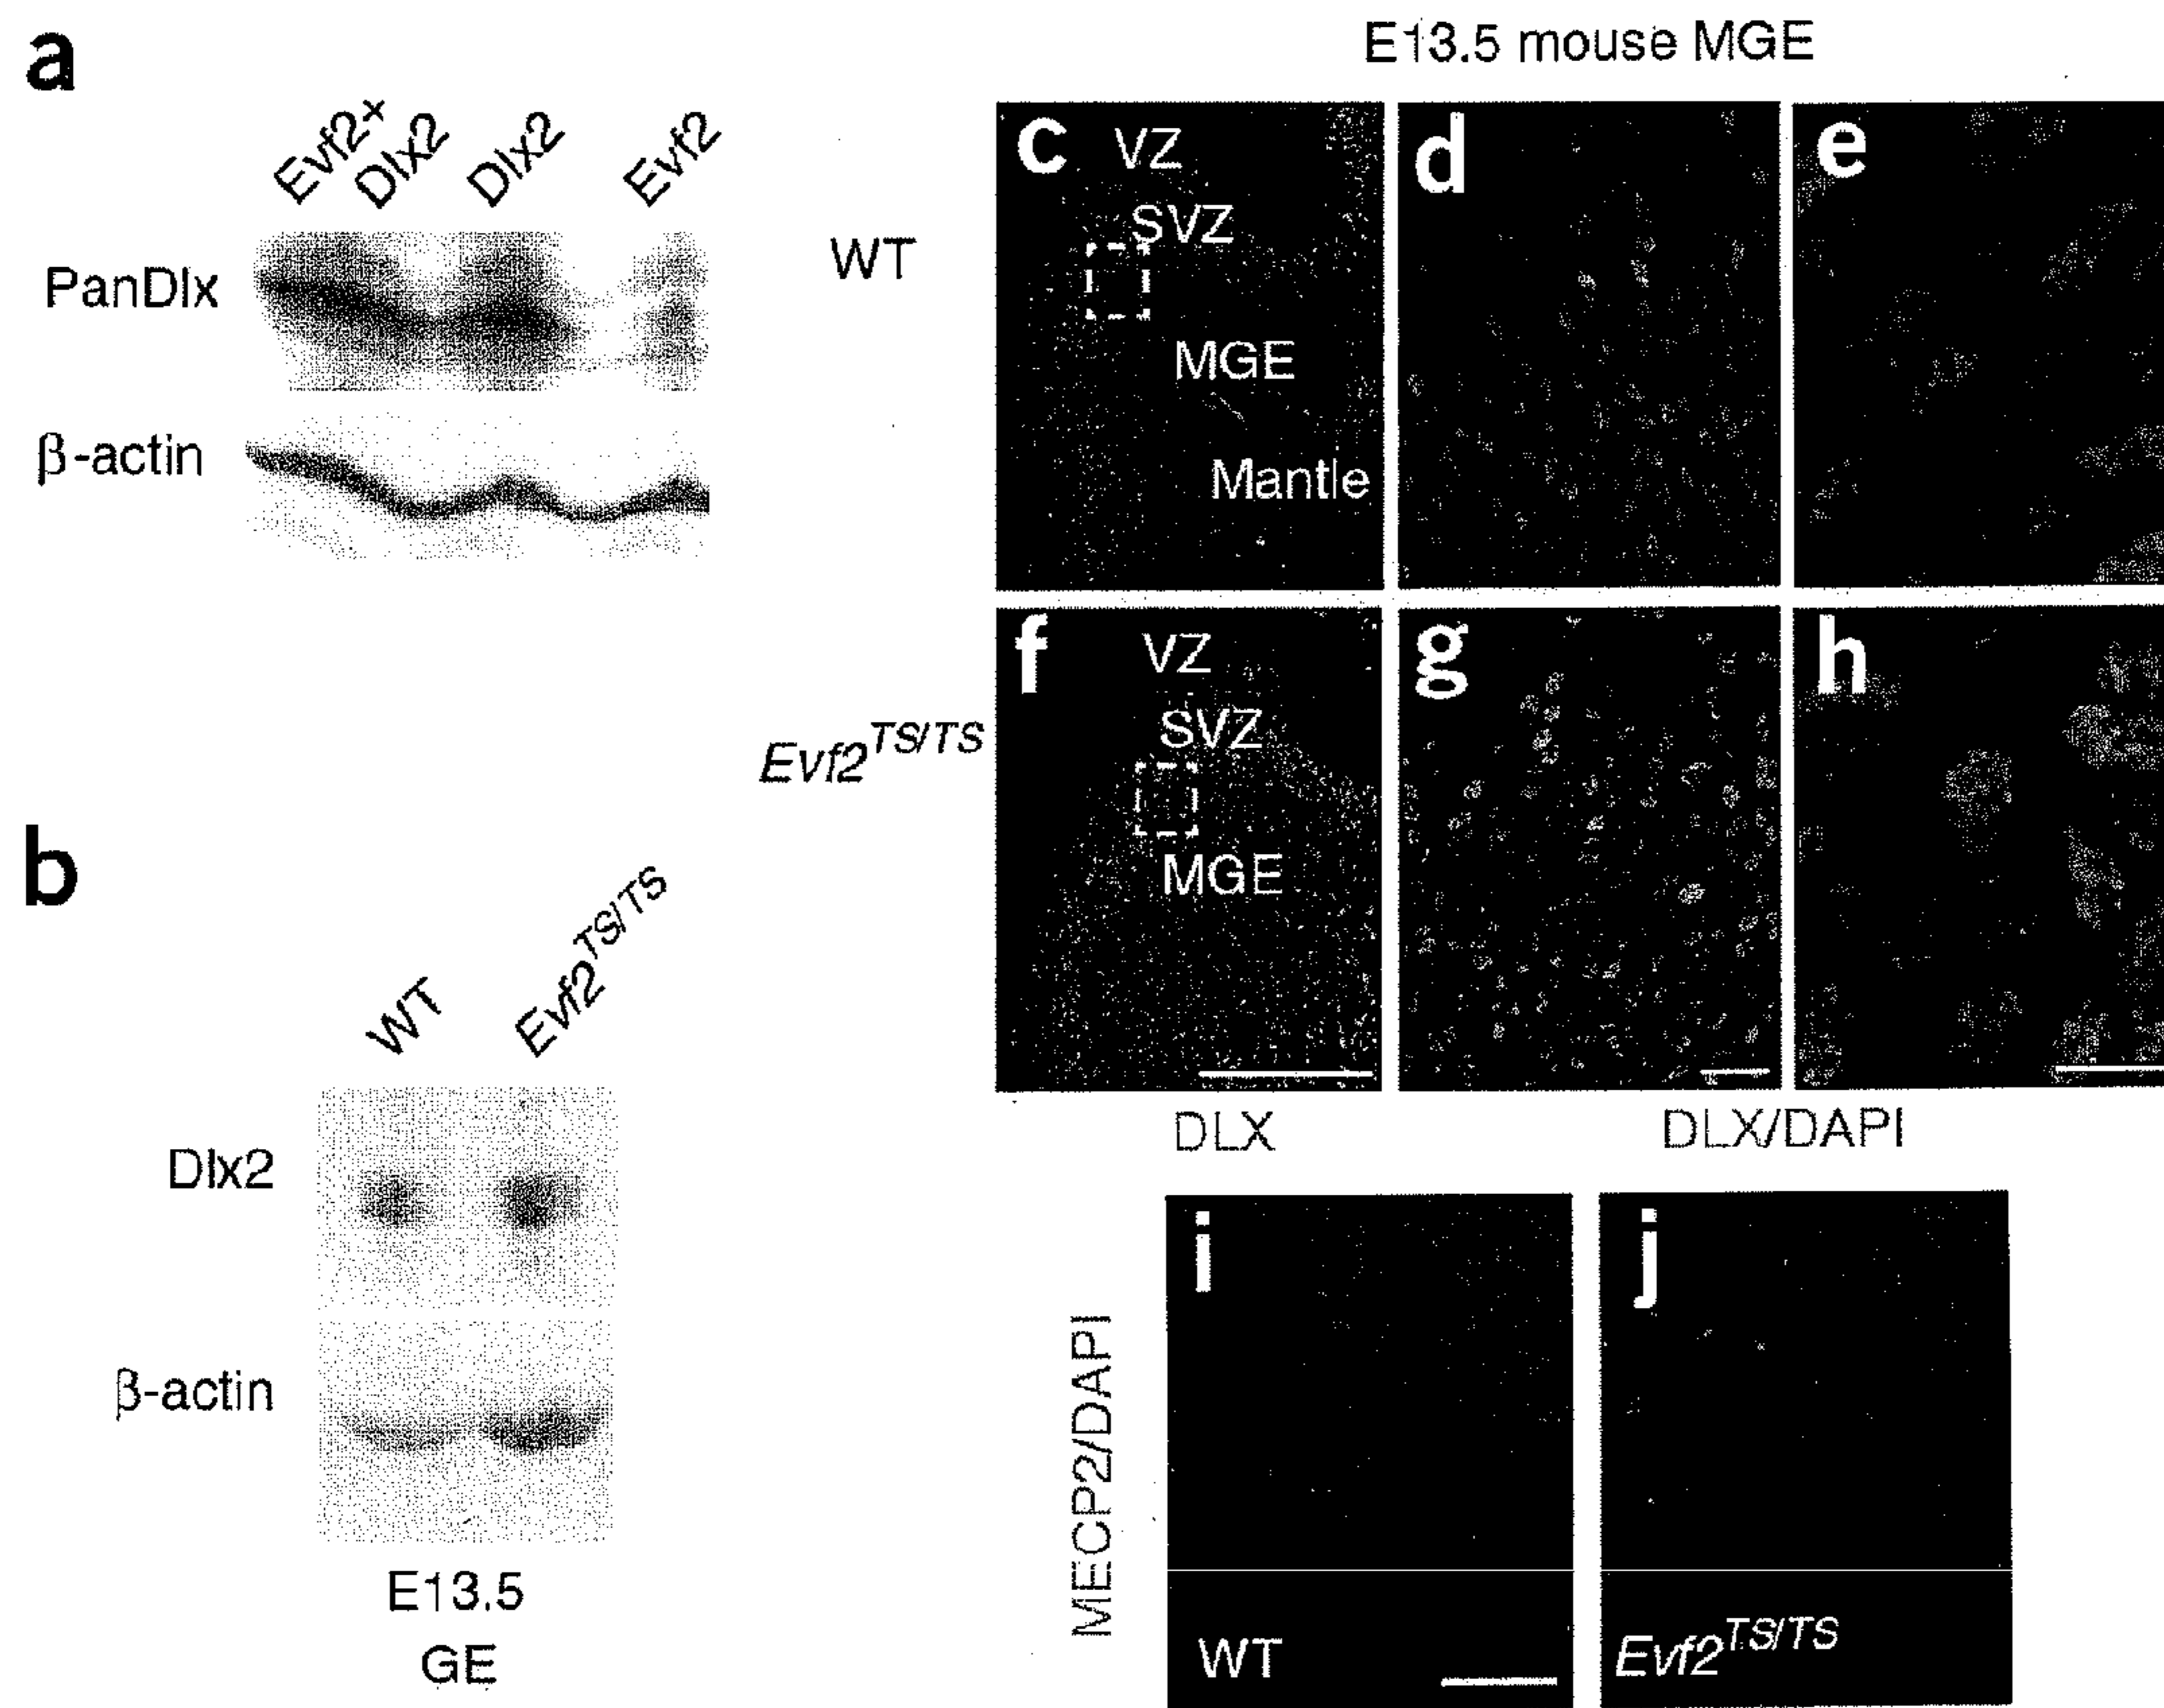 a
Evf2+
Dlx2
Dlx2
Evf2
PanDlx
β-actin
b
WT
Evf2TS/TS
Dlx2
β-actin
E13.5
GE
E13.5 mouse MGE
WT
c
VZ
SVZ
MGE
Mantle
d
e
Evf2TS/TS
f
VZ
SVZ
MGE
g
h
DLX
DLX/DAPI
MECP2/DAPI
i
WT
j
Evf2TS/TS